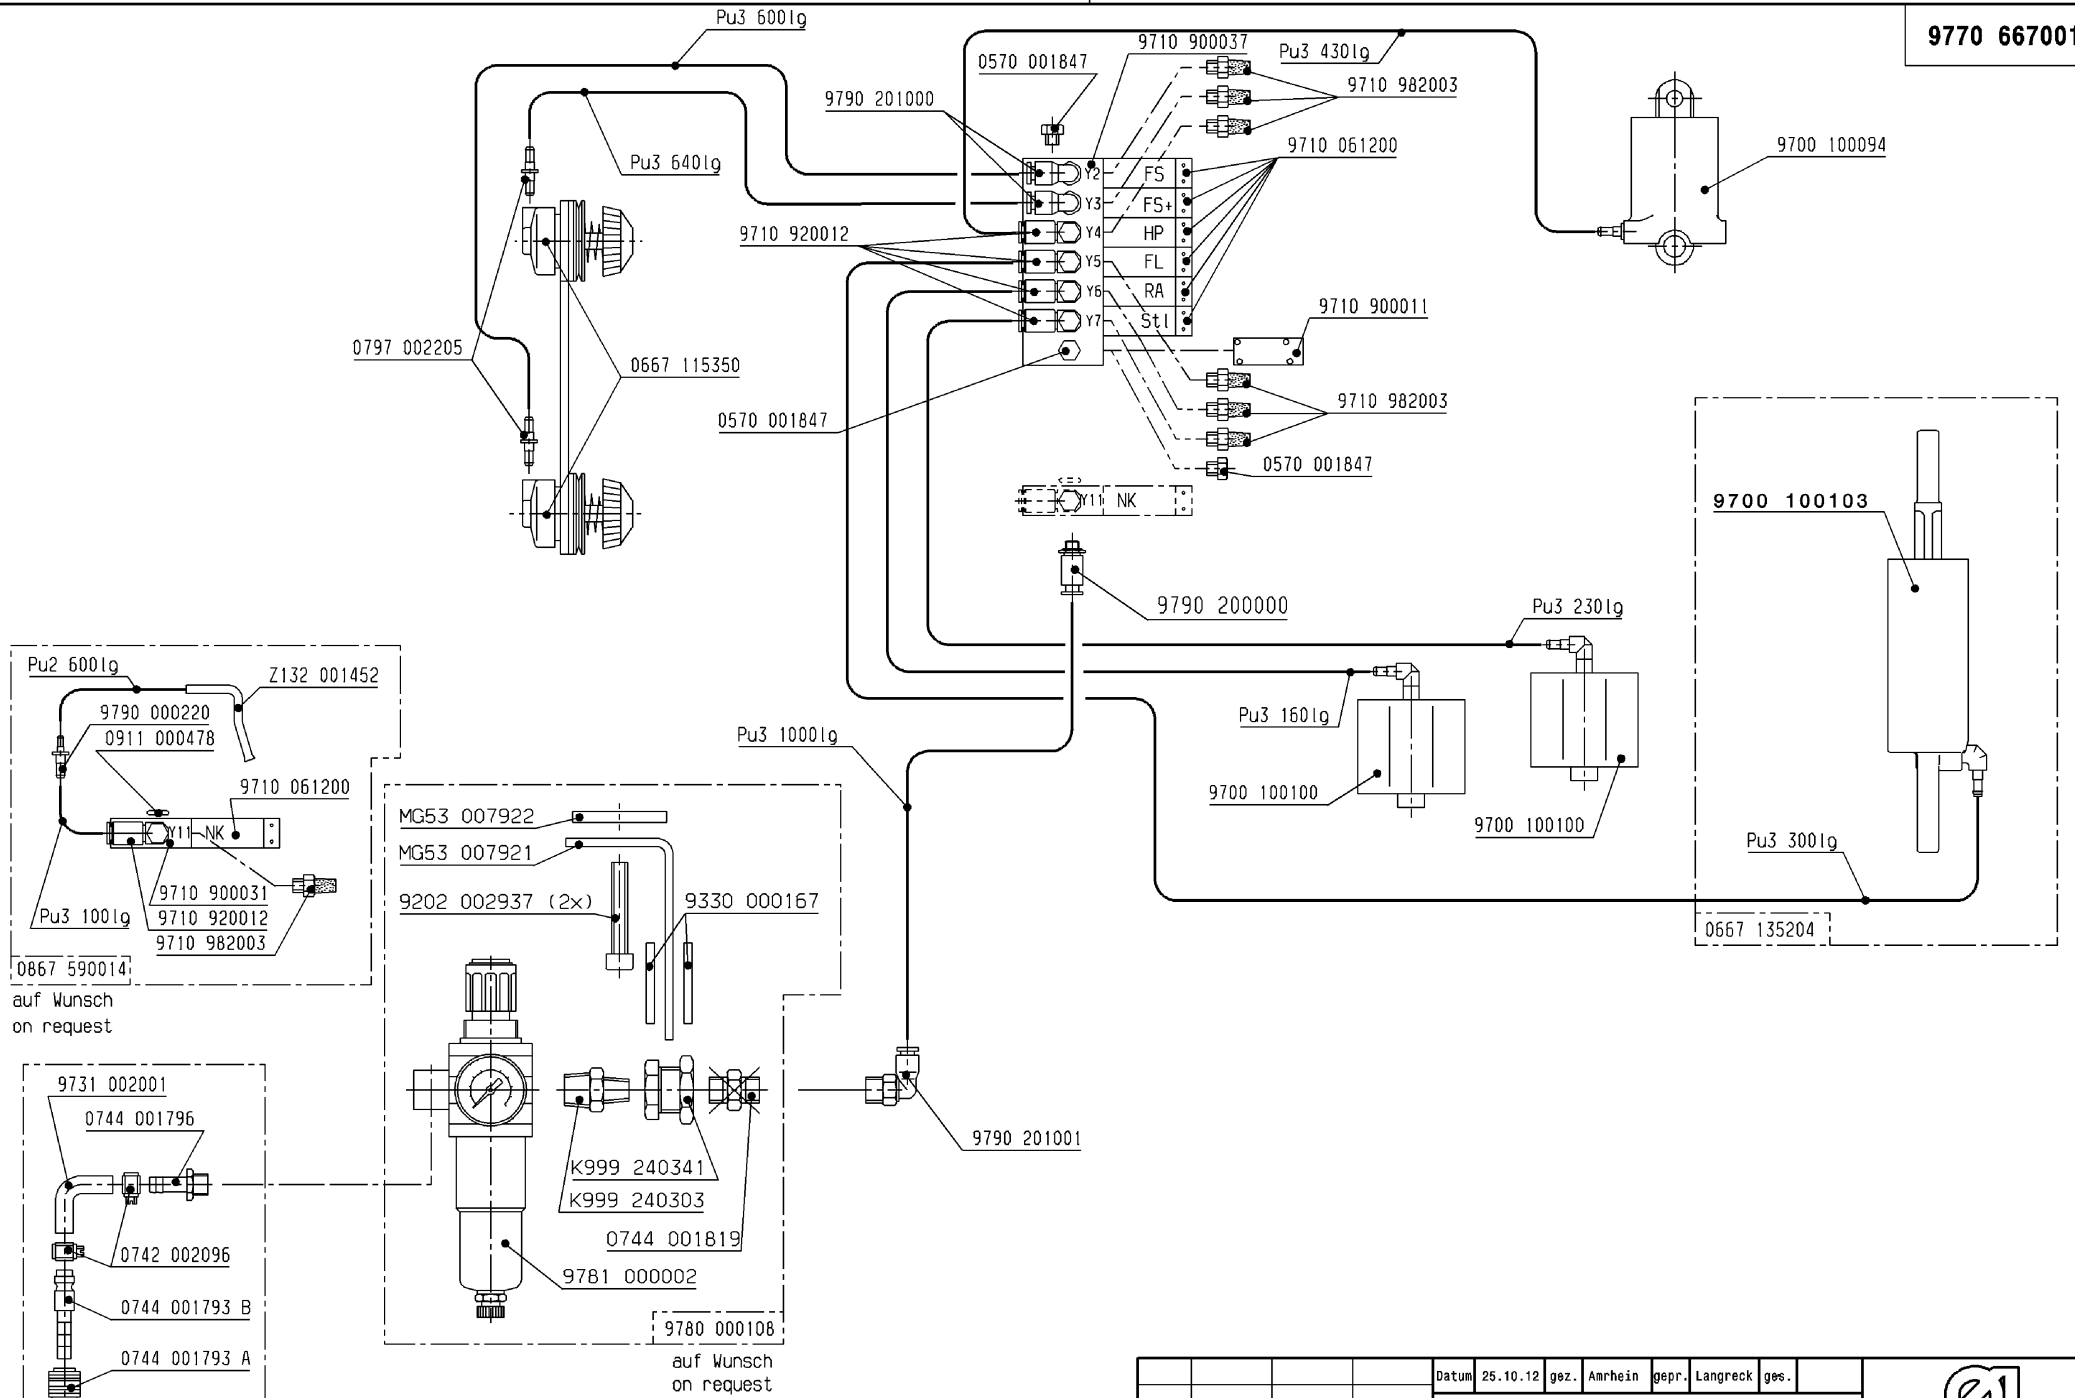 9770 667001
Pu3 600lg
0570 001847
9710 900037
Pu3 430lg
9710 982003
9790 201000
Pu3 640lg
9710 061200
9700 100094
Y2 FS
Y3 FS+
Y4 HP
Y5 FL
Y6 RA
Y7 Stl
9710 920012
9710 900011
0797 002205
0667 115350
0570 001847
9710 982003
0570 001847
Y11 NK
9700 100103
9790 200000
Pu3 230lg
Pu3 160lg
9700 100100
9700 100100
Pu3 300lg
0667 135204
Pu2 600lg
Z132 001452
9790 000220
0911 000478
9710 061200
Y11 NK
9710 900031
Pu3 100lg
9710 920012
9710 982003
0867 590014
auf Wunsch
on request
Pu3 1000lg
MG53 007922
MG53 007921
9202 002937 (2x)
9330 000167
K999 240341
K999 240303
0744 001819
9781 000002
9780 000108
auf Wunsch
on request
9790 201001
9731 002001
0744 001796
0742 002096
0744 001793 B
0744 001793 A
Datum 25.10.12 gez. Amrhein gepr. Langreck ges.